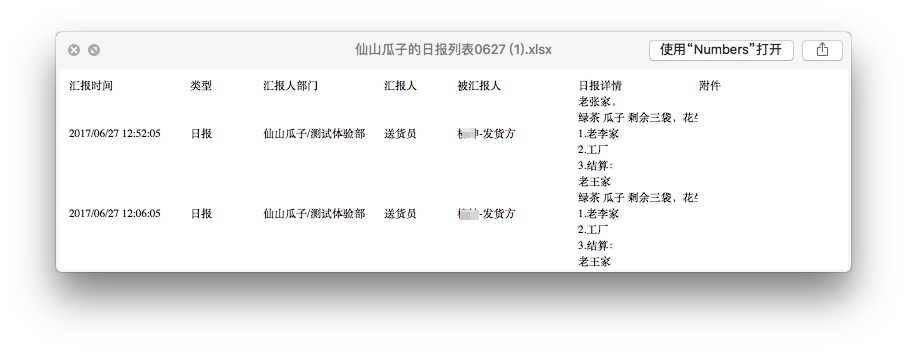 仙山瓜子的日报列表0627 (1).xlsx
使用“Numbers”打开
汇报时间 类型 汇报人部门 汇报人 被汇报人 日报详情 附件
老张家，
绿茶 瓜子 剩余三袋，花生
2017/06/27 12:52:05 日报 仙山瓜子/测试体验部 送货员 -发货方 1.老李家
2.工厂
3.结算：
老王家
绿茶 瓜子 剩余三袋，花生
2017/06/27 12:06:05 日报 仙山瓜子/测试体验部 送货员 -发货方 1.老李家
2.工厂
3.结算：
老王家